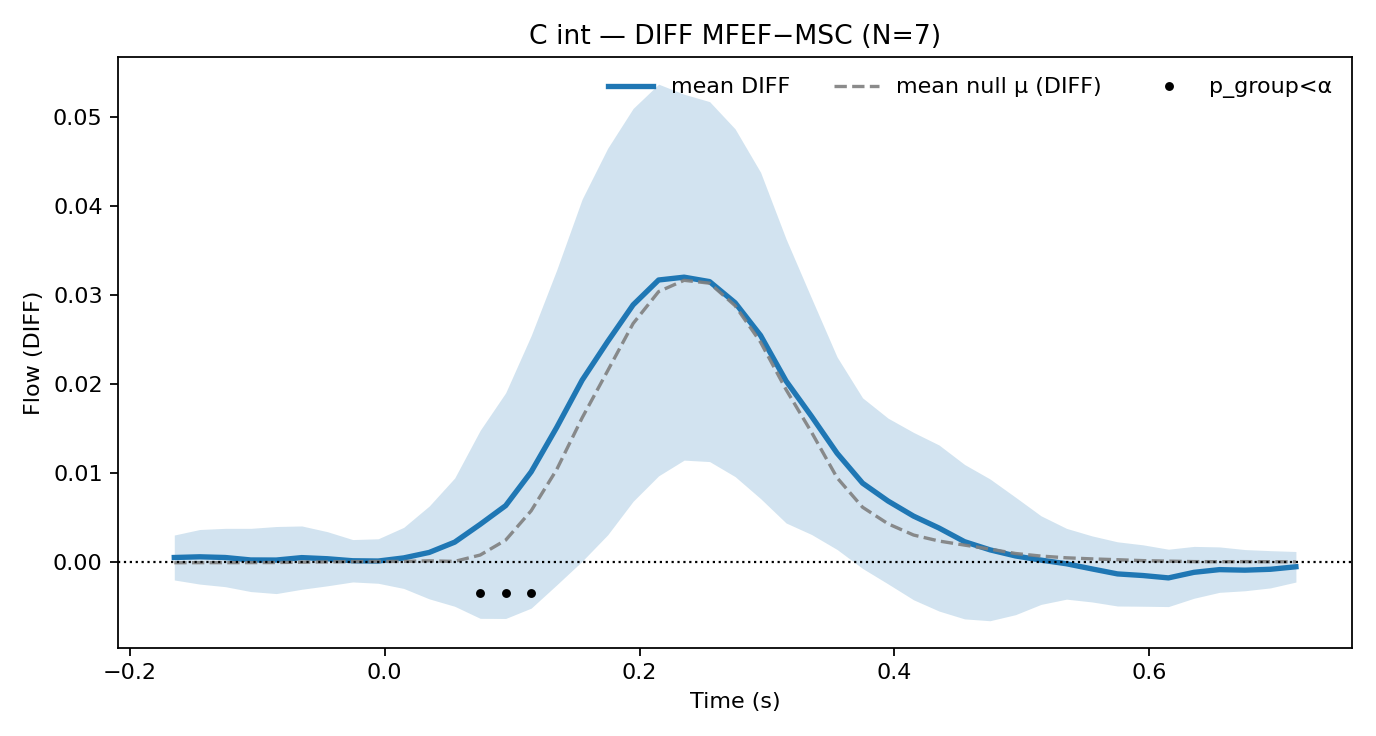 C int — DIFF MFEF−MSC (N=7)
mean DIFF
mean null μ (DIFF)
p_group<α
Flow (DIFF)
0.05
0.04
0.03
0.02
0.01
0.00
−0.2
0.0
0.2
0.4
0.6
Time (s)